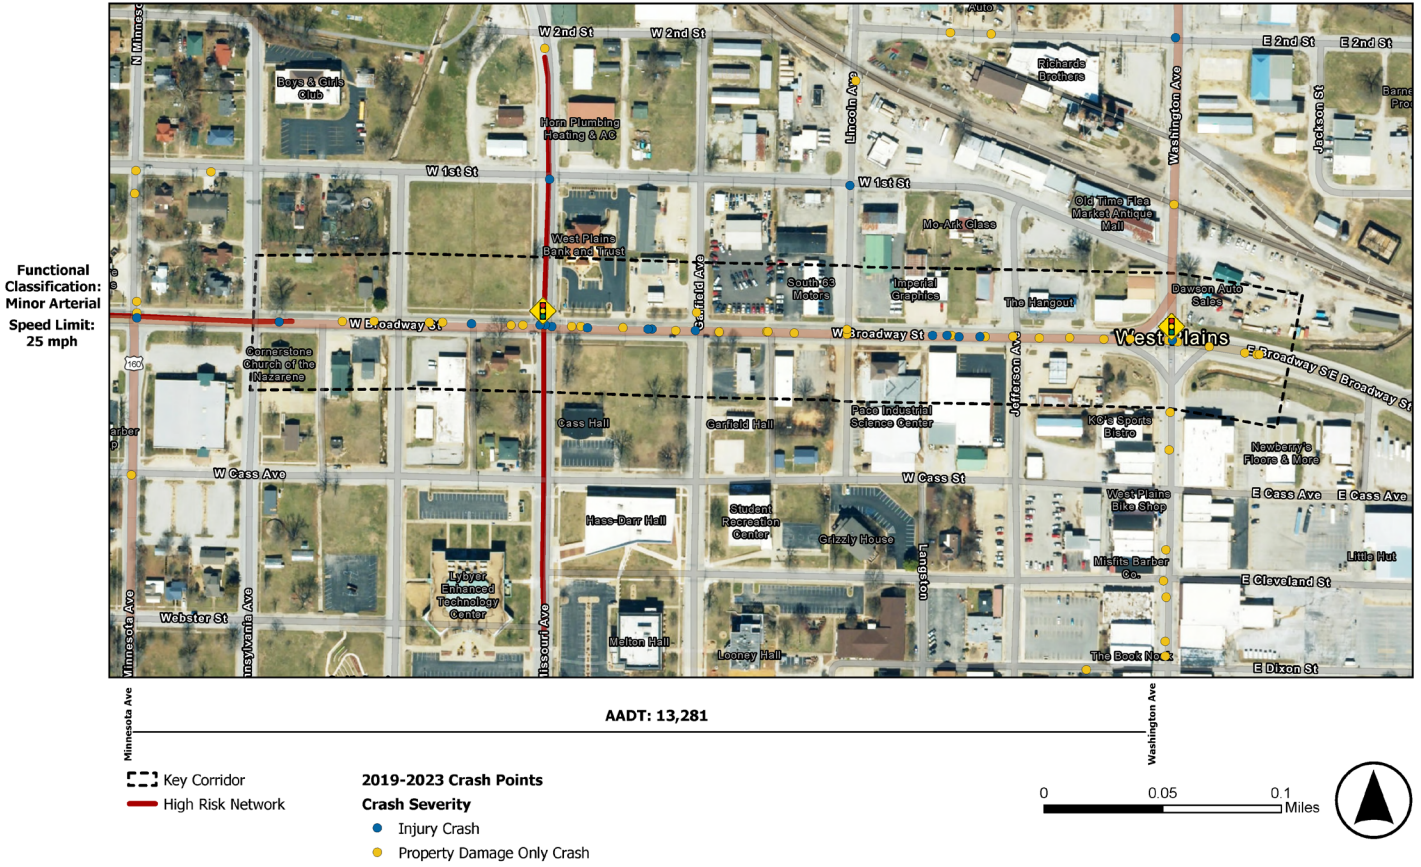 Auto
W 2nd St
W 2nd St
E 2nd St
E 2nd St
Richards
Brothers
Boys & Girls
Club
Lincoln Ave
Washington Ave
Jackson St
Horn Plumbing
Heating & AC
W 1st St
W 1st St
Old Time Flea
Market Antique
Mall
Mo-Ark Glass
West Plains
Bank and Trust
Functional
Classification:
Minor Arterial
Speed Limit:
25 mph
Garfield Ave
South 63
Motors
Imperial
Graphics
The Hangout
Dawson Auto
Sales
W Broadway St
W Broadway St
West Plains
E Broadway St
E Broadway St
Cornerstone
Church of the
Nazarene
160
Jefferson Ave
Cass Hall
Garfield Hall
Pace Industrial
Science Center
KC's Sports
Bistro
Newberry's
Floors & More
W Cass Ave
W Cass St
E Cass Ave
E Cass Ave
West Plains
Bike Shop
Hass-Darr Hall
Student
Recreation
Center
Grizzly House
Langston
Misfits Barber
Co.
Little Hut
Lybyer
Enhanced
Technology
Center
E Cleveland St
Webster St
Minnesota Ave
Melton Hall
Looney Hall
The Book Nook
E Dixon St
Minnesota Ave
AADT: 13,281
Washington Ave
Key Corridor
High Risk Network
2019-2023 Crash Points
Crash Severity
Injury Crash
Property Damage Only Crash
0
0.05
0.1
Miles